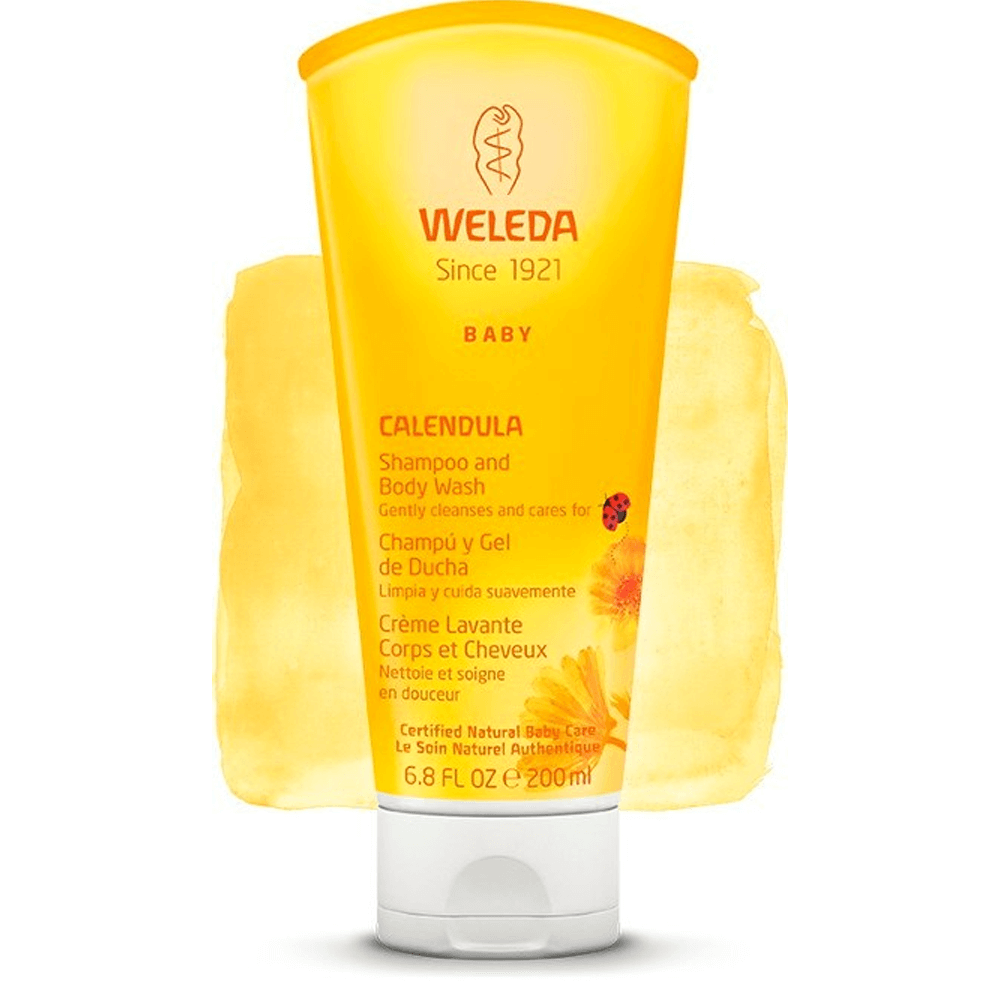 WELEDA
Since 1921
BABY
CALENDULA
Shampoo and
Body Wash
Gently cleanses and cares for
Champú y Gel
de Ducha
Limpia y cuida suavemente
Crème Lavante
Corps et Cheveux
Nettoie et soigne
en douceur
Certified Natural Baby Care
Le Soin Naturel Authentique
6.8 FL OZ ℮ 200 ml